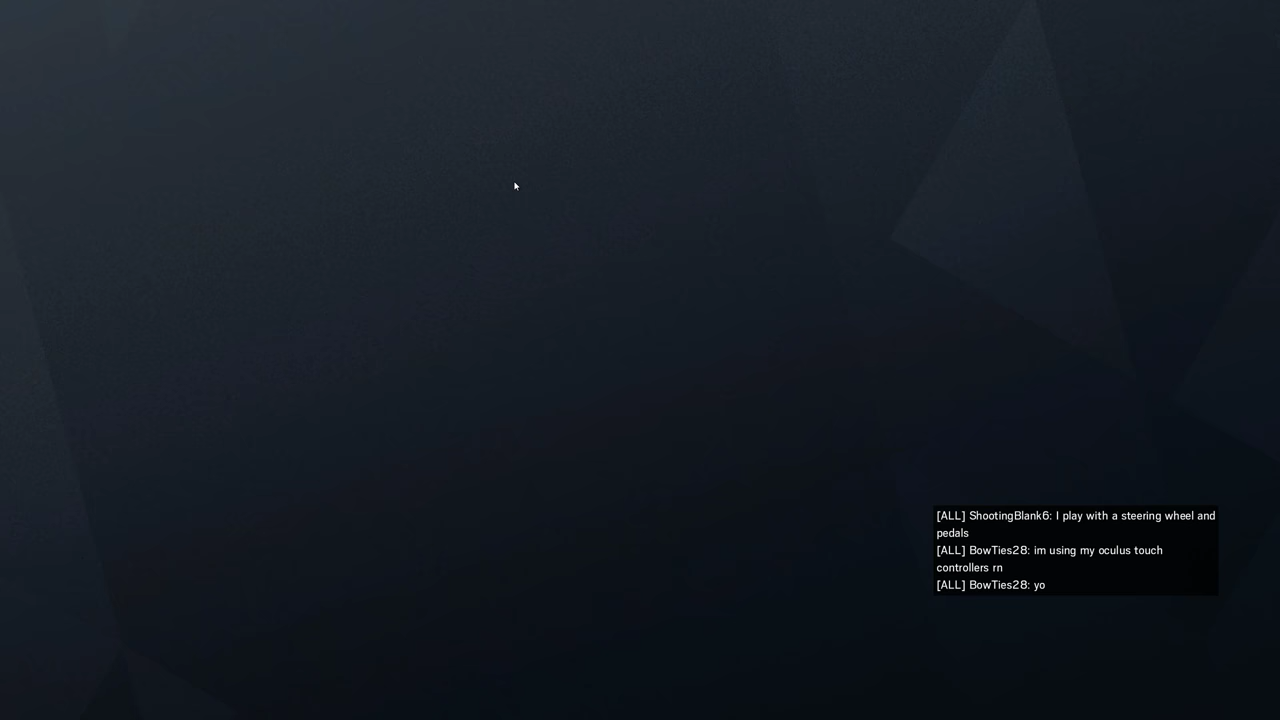 [ALL] ShootingBlank6: I play with a steering wheel and
pedals
[ALL] BowTies28: im using my oculus touch
controllers rn
[ALL] BowTies28: yo